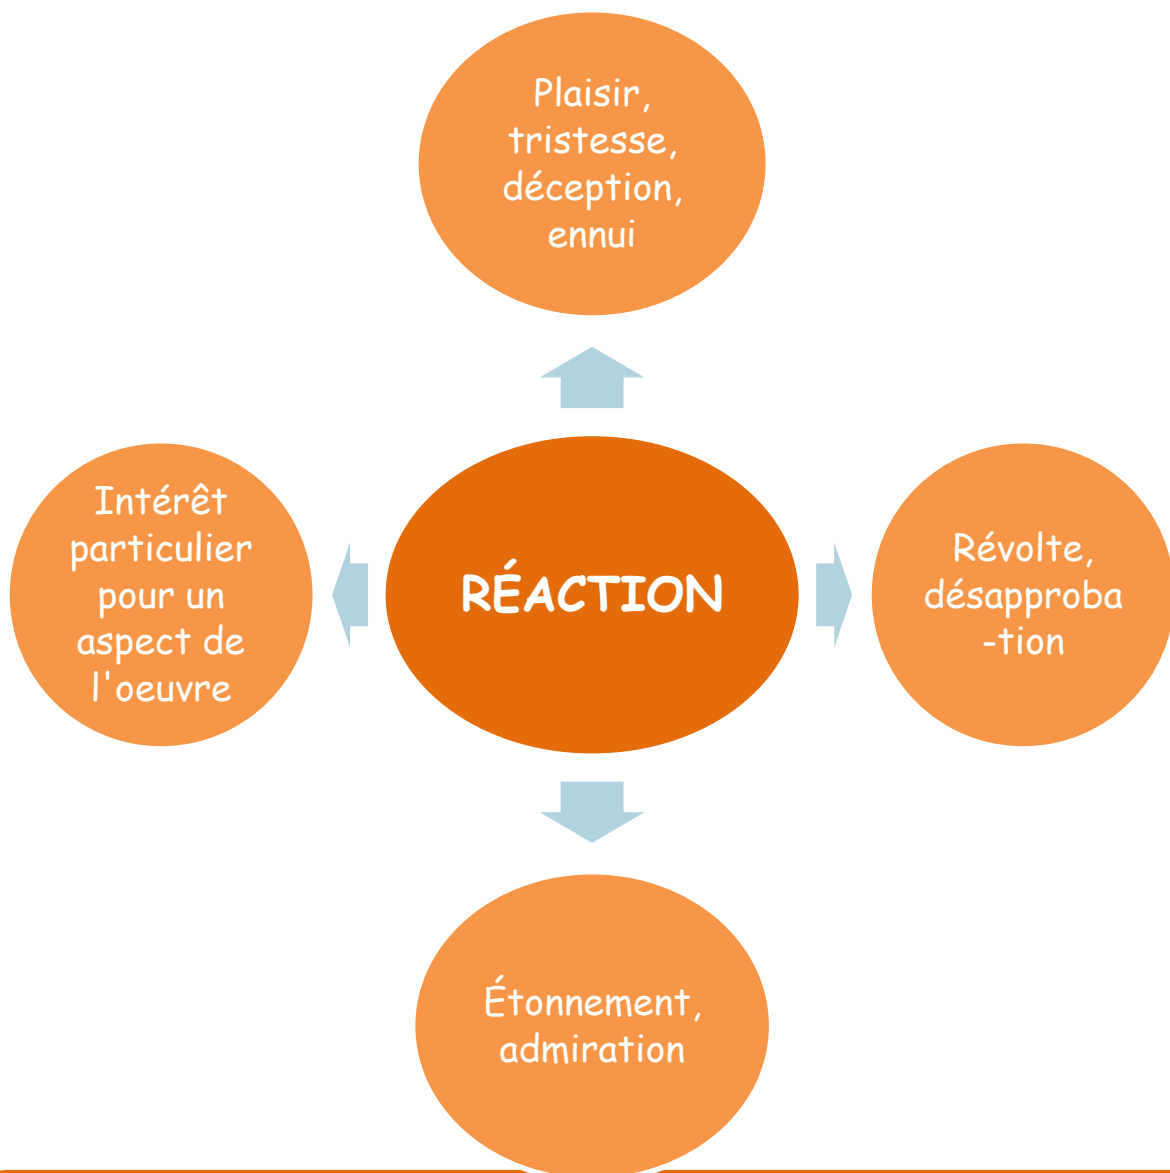 Plaisir,
tristesse,
déception,
ennui
Intérêt
particulier
pour un
aspect de
l'oeuvre
RÉACTION
Révolte,
désapproba
-tion
Étonnement,
admiration